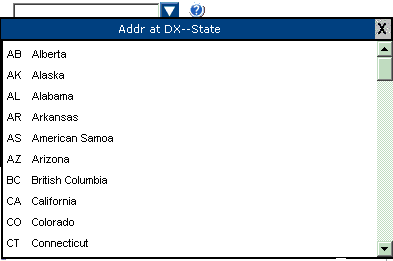 Addr at DX--State X
AB Alberta
AK Alaska
AL Alabama
AR Arkansas
AS American Samoa
AZ Arizona
BC British Columbia
CA California
CO Colorado
CT Connecticut